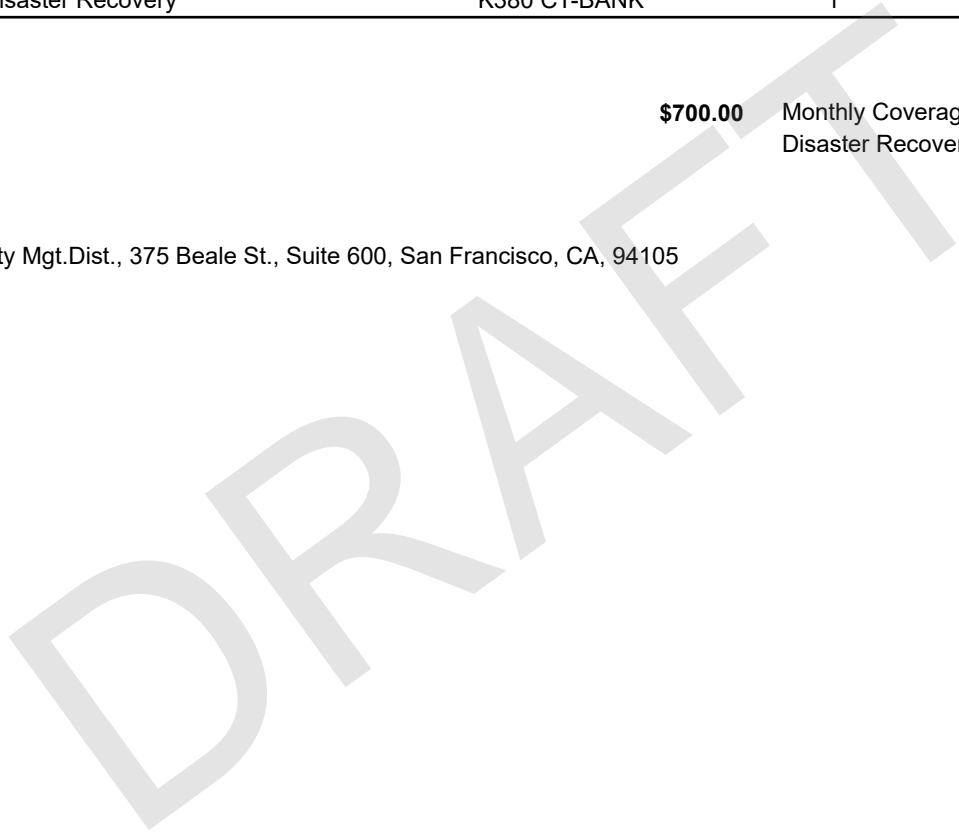 isaster Recovery K380 CT-BANK 1
$700.00 Monthly Coverag
Disaster Recover
ty Mgt.Dist., 375 Beale St., Suite 600, San Francisco, CA, 94105
DRAFT